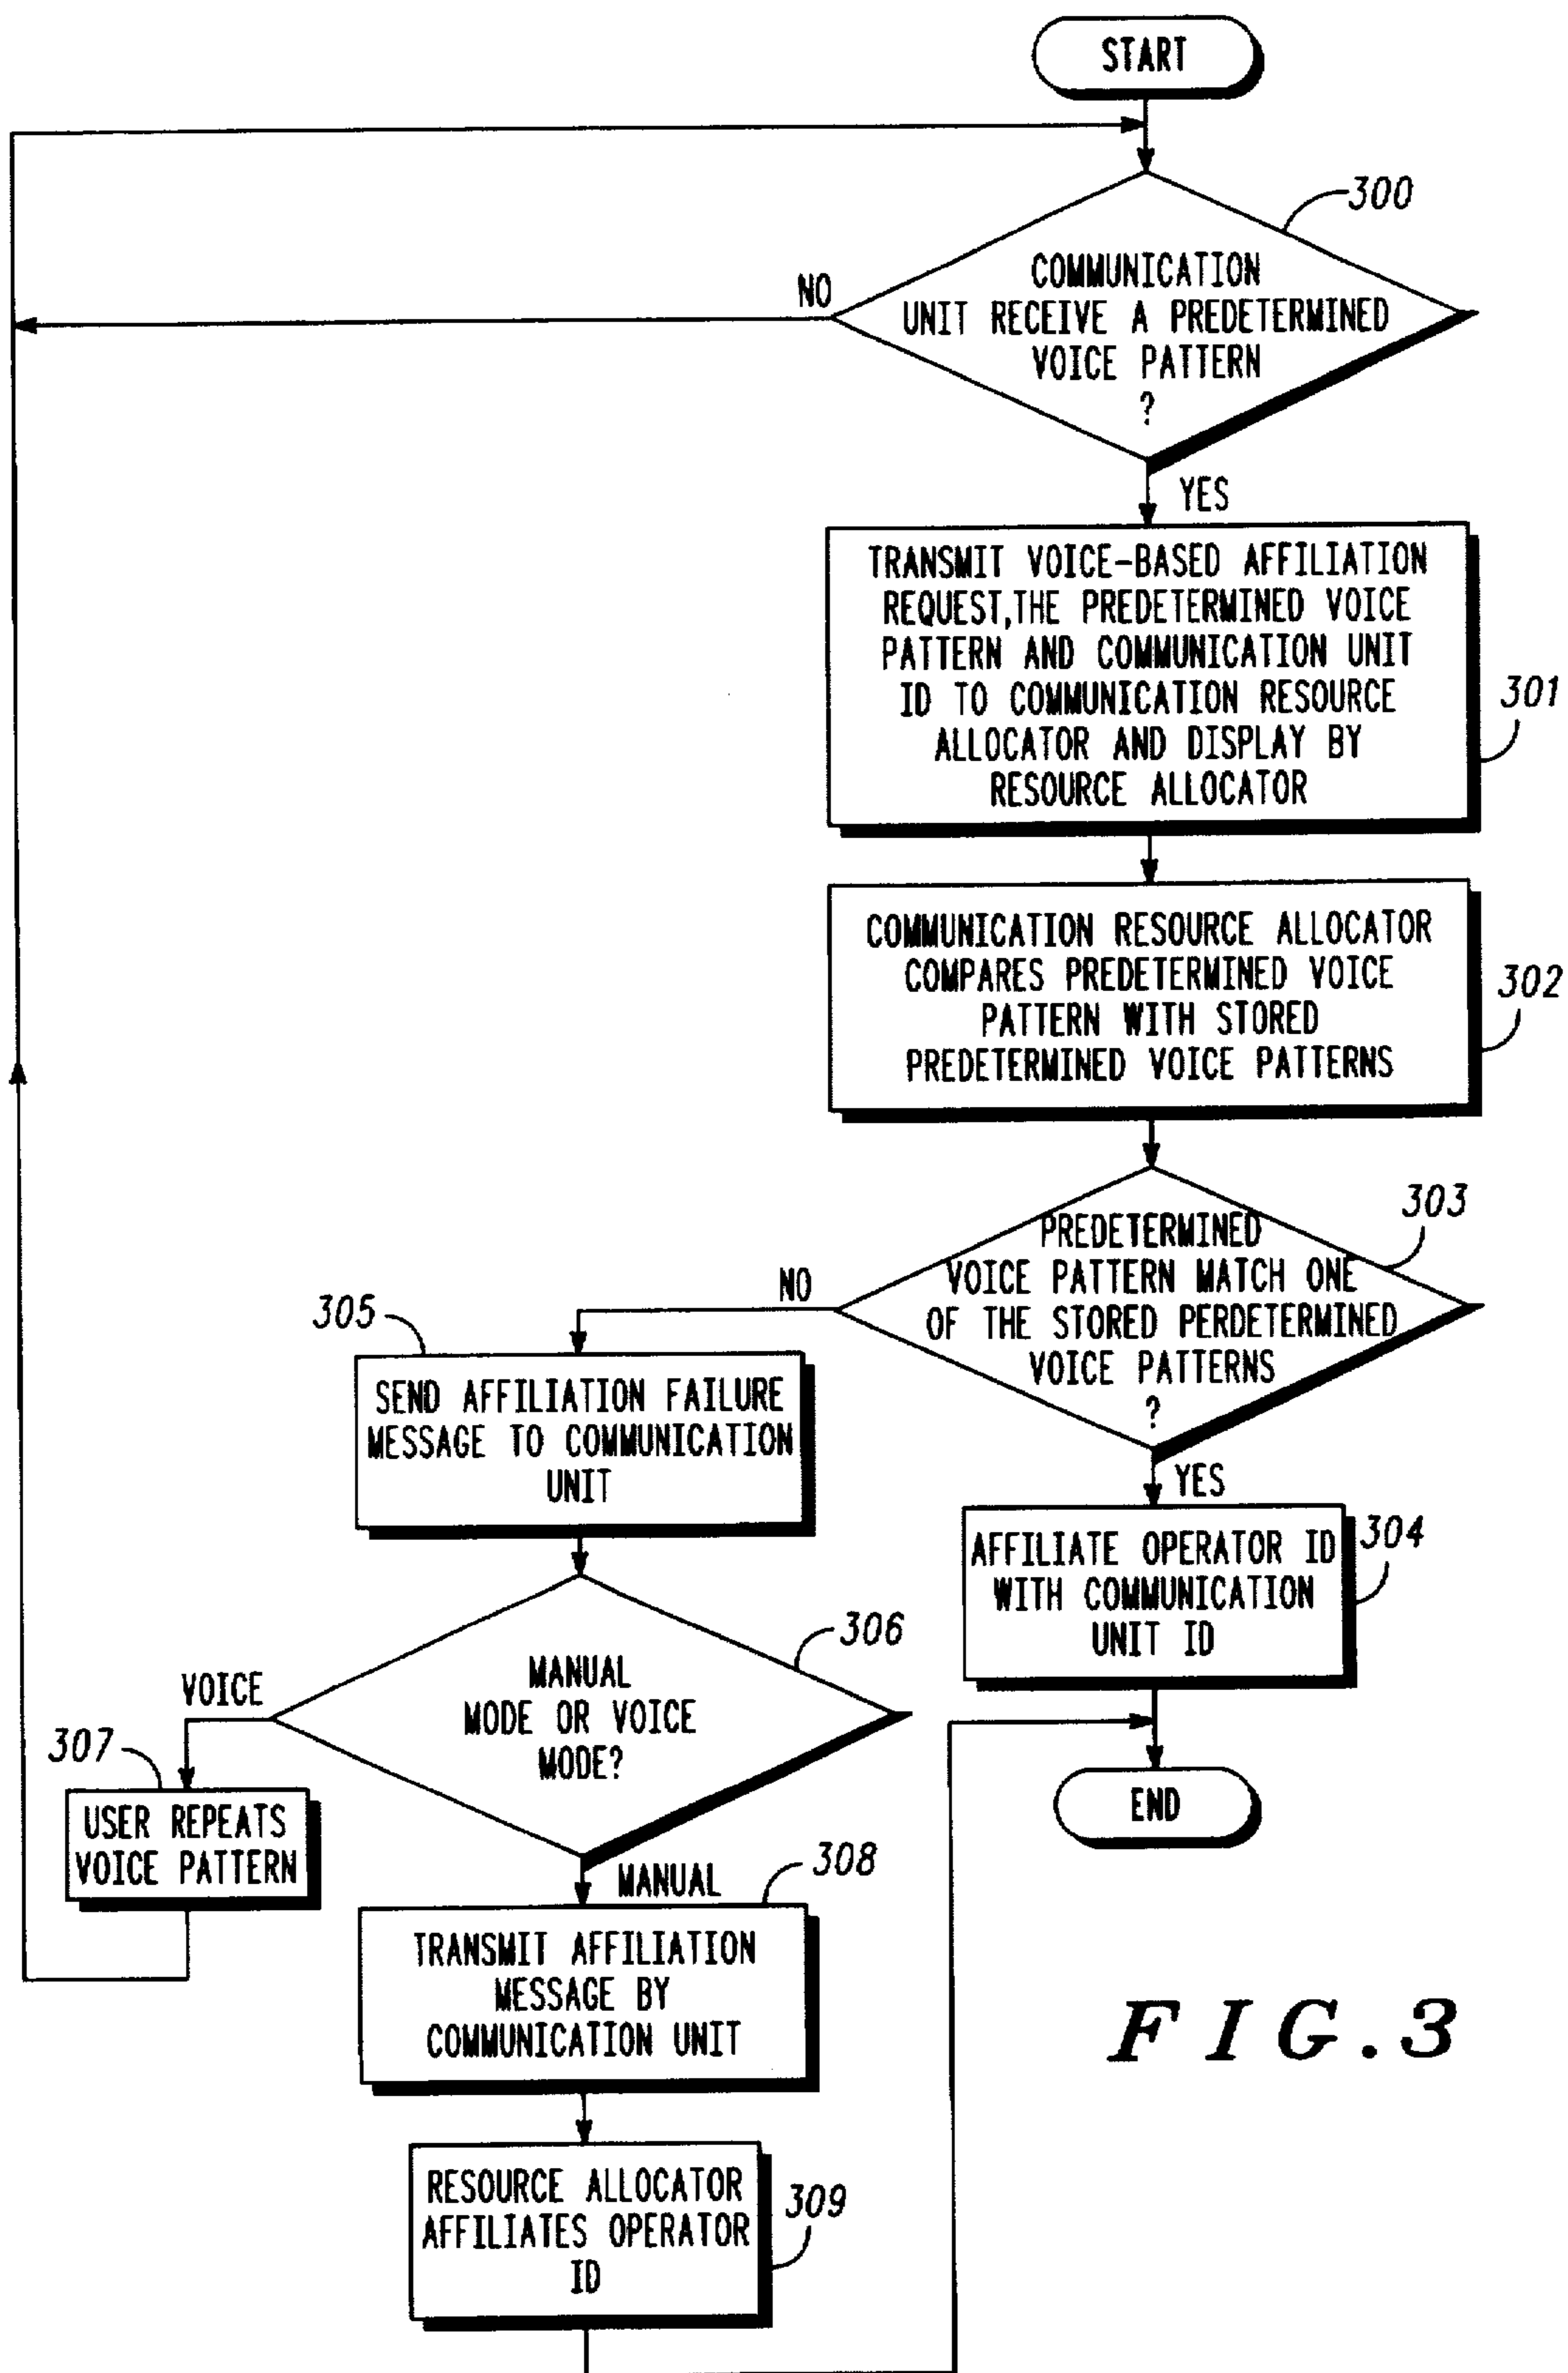 START
300
COMMUNICATION
UNIT RECEIVE A PREDETERMINED
VOICE PATTERN
?
NO
YES
TRANSMIT VOICE-BASED AFFILIATION
REQUEST,THE PREDETERMINED VOICE
PATTERN AND COMMUNICATION UNIT
ID TO COMMUNICATION RESOURCE
ALLOCATOR AND DISPLAY BY
RESOURCE ALLOCATOR
301
COMMUNICATION RESOURCE ALLOCATOR
COMPARES PREDETERMINED VOICE
PATTERN WITH STORED
PREDETERMINED VOICE PATTERNS
302
303
PREDETERMINED
VOICE PATTERN MATCH ONE
OF THE STORED PERDETERMINED
VOICE PATTERNS
?
NO
YES
305
SEND AFFILIATION FAILURE
MESSAGE TO COMMUNICATION
UNIT
AFFILIATE OPERATOR ID
WITH COMMUNICATION
UNIT ID
304
306
MANUAL
MODE OR VOICE
MODE?
VOICE
307
USER REPEATS
VOICE PATTERN
END
MANUAL
308
TRANSMIT AFFILIATION
MESSAGE BY
COMMUNICATION UNIT
RESOURCE ALLOCATOR
AFFILIATES OPERATOR
ID
309
FIG.3